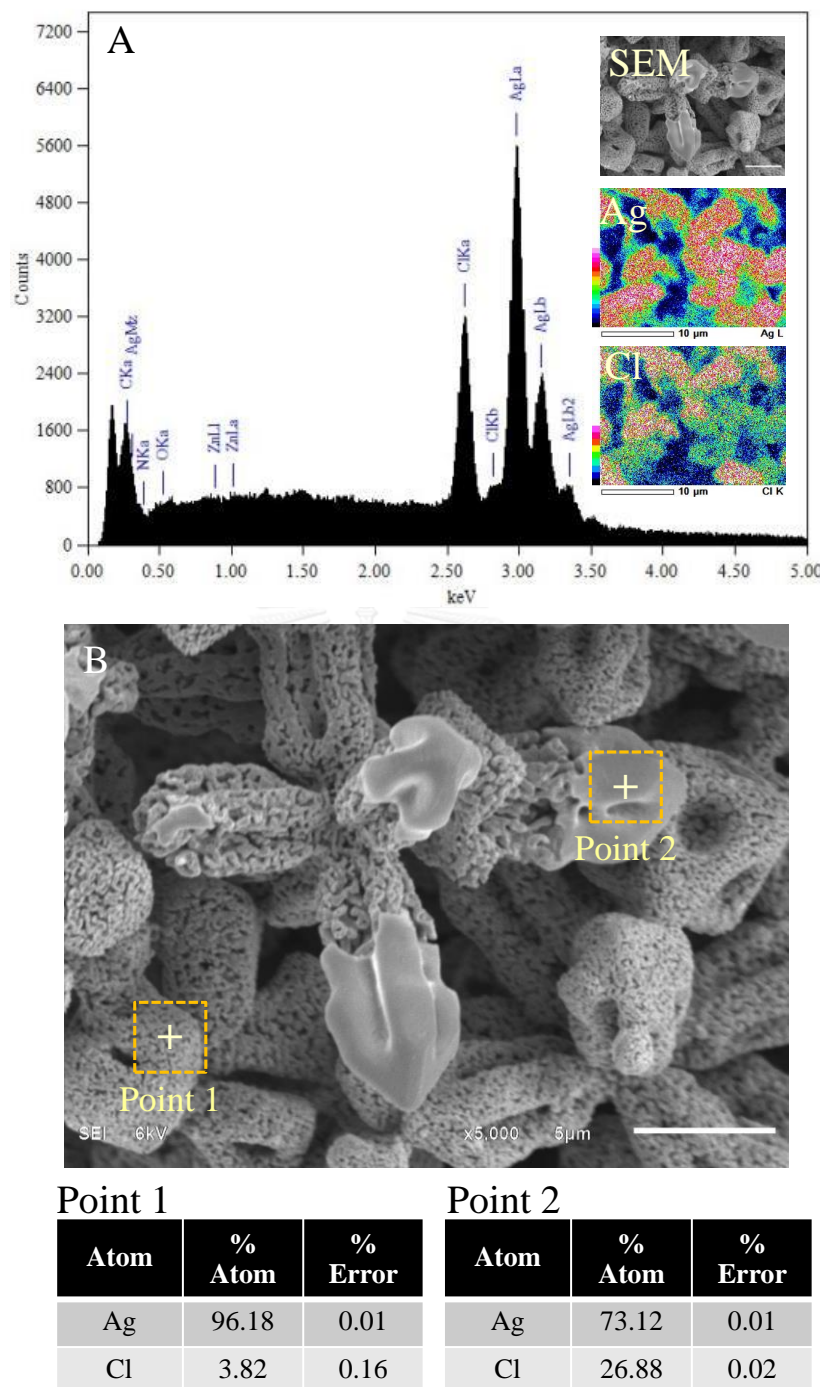 A
7200
6400
5600
4800
4000
3200
2400
1600
800
0
Counts
0.00 0.50 1.00 1.50 2.00 2.50 3.00 3.50 4.00 4.50 5.00
keV
CKa
AgMz
NKa
OKa
ZnLl
ZnLa
ClKa
ClKb
AgLa
AgLb
AgLb2
SEM
Ag
10 µm Ag L
Cl
10 µm Cl K
B
Point 2
Point 1
SEI 6kV x5,000 5µm
Point 1
Atom % Atom % Error
Ag 96.18 0.01
Cl 3.82 0.16
Point 2
Atom % Atom % Error
Ag 73.12 0.01
Cl 26.88 0.02